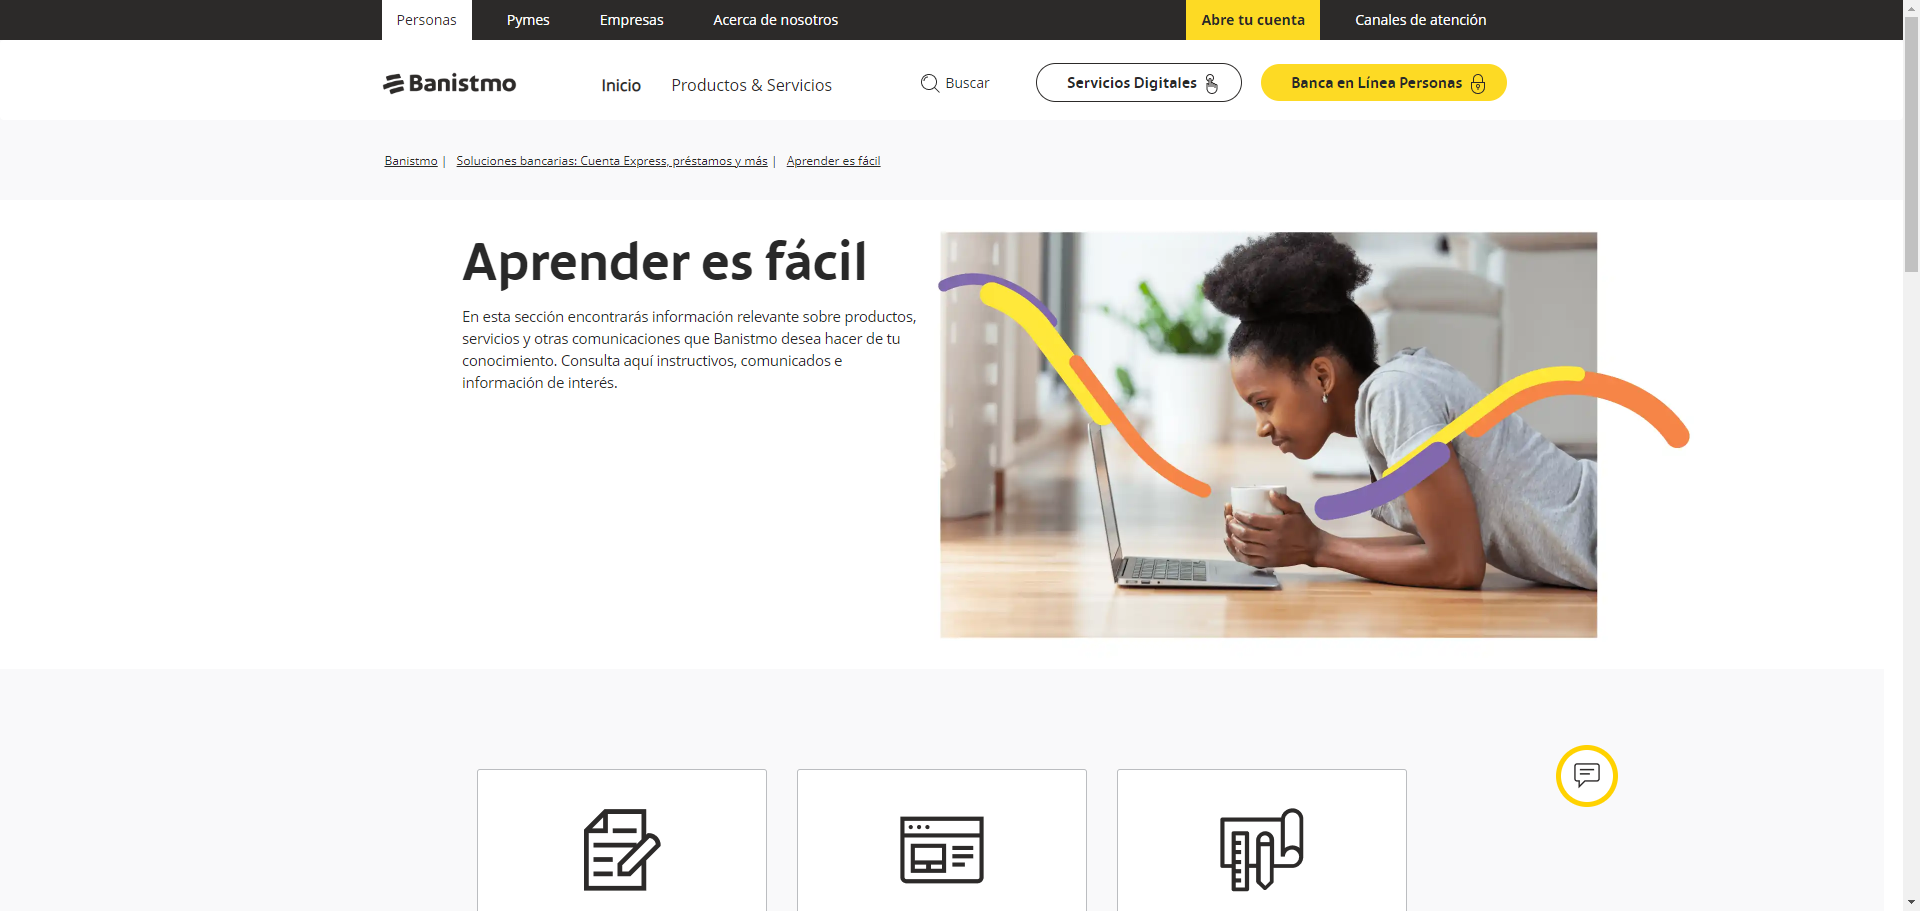 Personas Pymes Empresas Acerca de nosotros Abre tu cuenta Canales de atención
Banistmo Inicio Productos & Servicios Buscar Servicios Digitales Banca en Línea Personas
Banistmo | Soluciones bancarias: Cuenta Express, préstamos y más | Aprender es fácil
Aprender es fácil
En esta sección encontrarás información relevante sobre productos,
servicios y otras comunicaciones que Banistmo desea hacer de tu
conocimiento. Consulta aquí instructivos, comunicados e
información de interés.